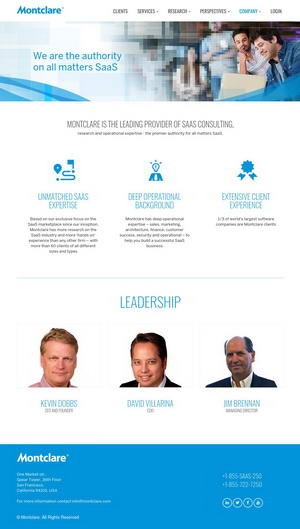 Montclare
CLIENTS SERVICES RESEARCH PERSPECTIVES COMPANY LOGIN
We are the authority
on all matters SaaS
MONTCLARE IS THE LEADING PROVIDER OF SAAS CONSULTING,
research and operational expertise - the premier authority for all matters SaaS.
UNMATCHED SAAS
EXPERTISE
Based on our exclusive focus on the
SaaS marketplace since our inception,
Montclare has more research on the
SaaS industry and more 'hands on'
experience than any other firm – with
more than 60 clients of all different
sizes and types.
DEEP OPERATIONAL
BACKGROUND
Montclare has deep operational
expertise – sales, marketing,
architecture, finance, customer
success, security and operational – to
help you build a successful SaaS
business.
EXTENSIVE CLIENT
EXPERIENCE
1/3 of world's largest software
companies are Montclare clients
LEADERSHIP
KEVIN DOBBS
CEO AND FOUNDER
DAVID VILLARINA
COO
JIM BRENNAN
MANAGING DIRECTOR
Montclare
One Market st.,
Spear Tower, 36th Floor
San Francisco,
California 94105, USA
For more information contact info@montclare.com
+1-855-SAAS-250
+1-855-722-7250
© Montclare. All Rights Reserved